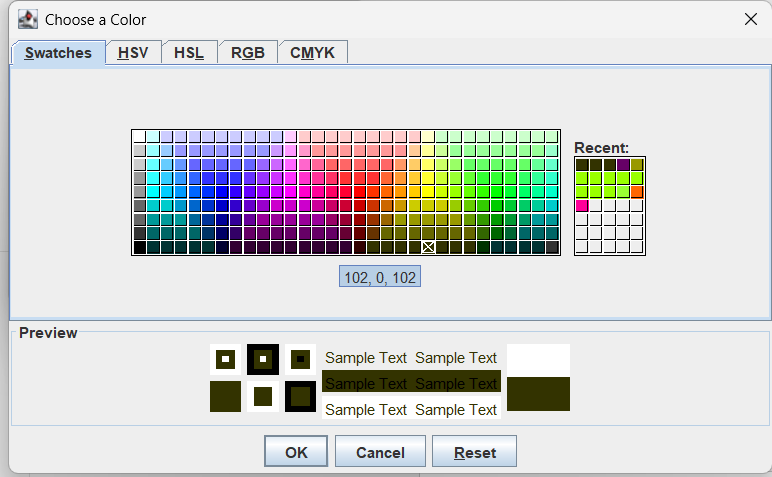 Choose a Color
Swatches HSV HSL RGB CMYK
Recent:
102, 0, 102
Preview
Sample Text Sample Text
Sample Text Sample Text
Sample Text Sample Text
OK Cancel Reset